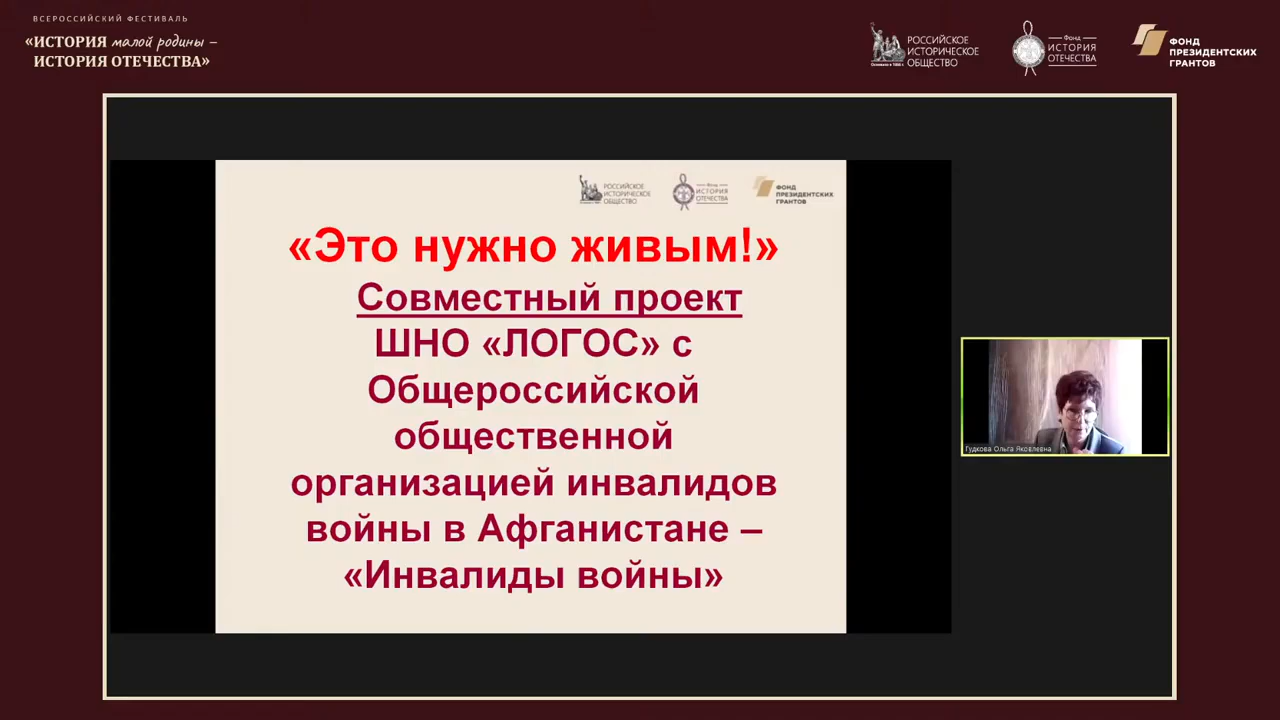 ВСЕРОССИЙСКИЙ ФЕСТИВАЛЬ
«ИСТОРИЯ малой родины –
ИСТОРИЯ ОТЕЧЕСТВА»
РОССИЙСКОЕ
ИСТОРИЧЕСКОЕ
ОБЩЕСТВО
Основано в 1866 г.
Фонд
ИСТОРИЯ
ОТЕЧЕСТВА
ФОНД
ПРЕЗИДЕНТСКИХ
ГРАНТОВ
РОССИЙСКОЕ
ИСТОРИЧЕСКОЕ
ОБЩЕСТВО
Фонд
ИСТОРИЯ
ОТЕЧЕСТВА
ФОНД
ПРЕЗИДЕНТСКИХ
ГРАНТОВ
«Это нужно живым!»
Совместный проект
ШНО «ЛОГОС» с
Общероссийской
общественной
организацией инвалидов
войны в Афганистане –
«Инвалиды войны»
Гудкова Ольга Яковлевна